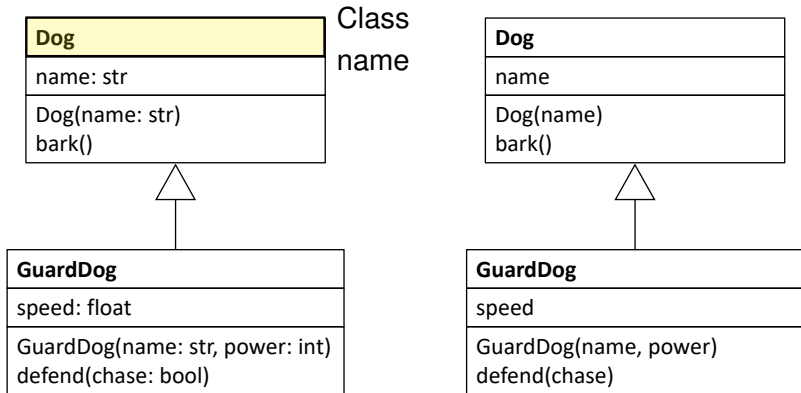 Dog
name: str
Dog(name: str)
bark()
Class
name
GuardDog
speed: float
GuardDog(name: str, power: int)
defend(chase: bool)
Dog
name
Dog(name)
bark()
GuardDog
speed
GuardDog(name, power)
defend(chase)